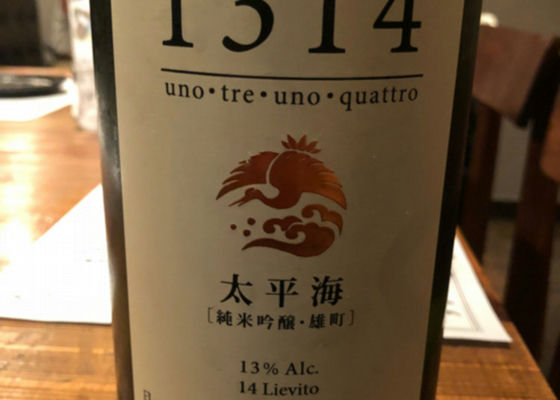 1314
uno・tre・uno・quattro
太平海
[純米吟醸・雄町]
13% Alc.
14 Lievito